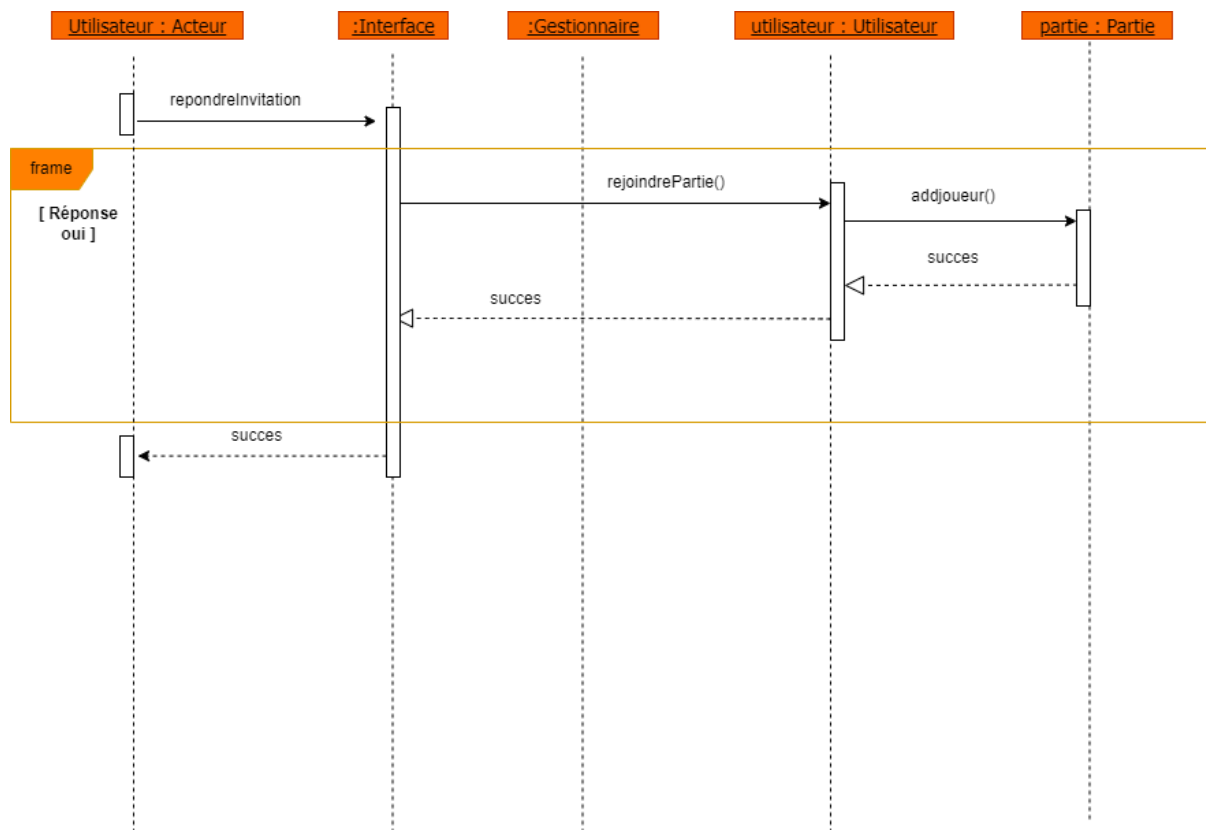 Utilisateur : Acteur
:Interface
:Gestionnaire
utilisateur : Utilisateur
partie : Partie
repondreInvitation
frame
[ Réponse
oui ]
rejoindrePartie()
addjoueur()
succes
succes
succes